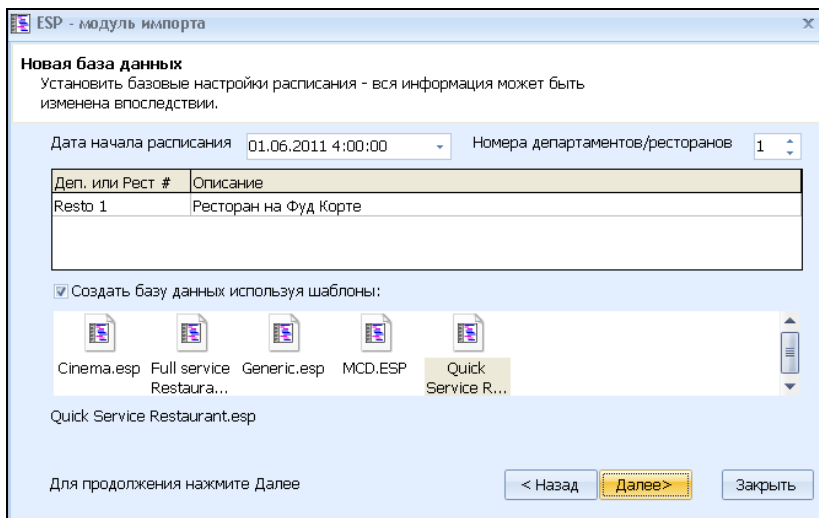 ESP - модуль импорта
Новая база данных
Установить базовые настройки расписания - вся информация может быть
изменена впоследствии.
Дата начала расписания 01.06.2011 4:00:00 Номера департаментов/ресторанов 1
Деп. или Рест # Описание
Resto 1 Ресторан на Фуд Корте
Создать базу данных используя шаблоны:
Cinema.esp Full service Generic.esp MCD.ESP Quick
Restaura... Service R...
Quick Service Restaurant.esp
Для продолжения нажмите Далее < Назад Далее> Закрыть